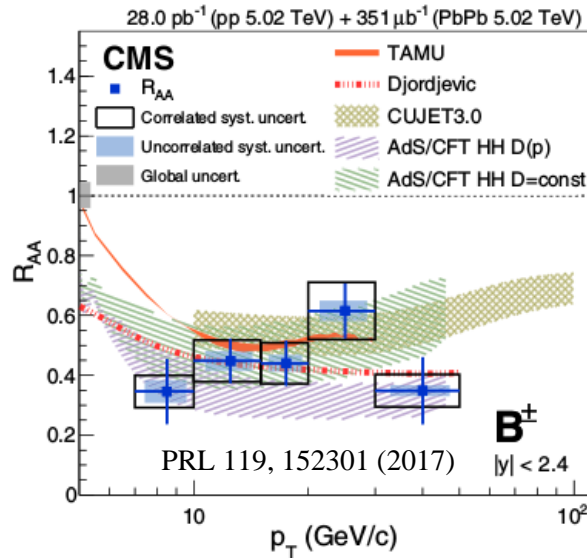 28.0 pb⁻¹ (pp 5.02 TeV) + 351 μb⁻¹ (PbPb 5.02 TeV)
CMS
R_AA
Correlated syst. uncert.
Uncorrelated syst. uncert.
Global uncert.
TAMU
Djordjevic
CUJET3.0
AdS/CFT HH D(p)
AdS/CFT HH D=const
R_AA
1.4
1.2
1
0.8
0.6
0.4
0.2
0
PRL 119, 152301 (2017)
B±
|y| < 2.4
10
10²
p_T (GeV/c)